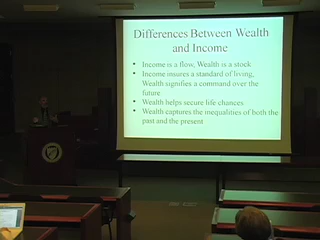 Differences Between Wealth
and Income
• Income is a flow, Wealth is a stock
• Income insures a standard of living,
Wealth signifies a command over the
future
• Wealth helps secure life chances
• Wealth captures the inequalities of both the
past and the present